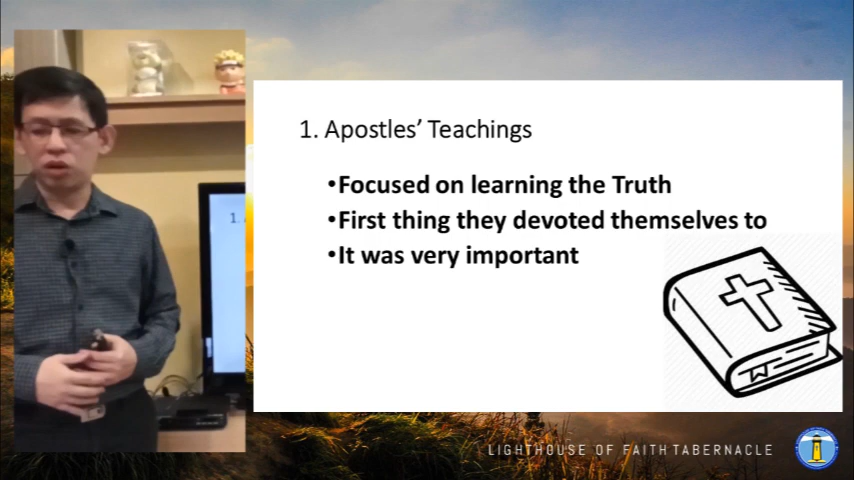 1. Apostles’ Teachings
•Focused on learning the Truth
•First thing they devoted themselves to
•It was very important
1.
LIGHTHOUSE OF FAITH TABERNACLE